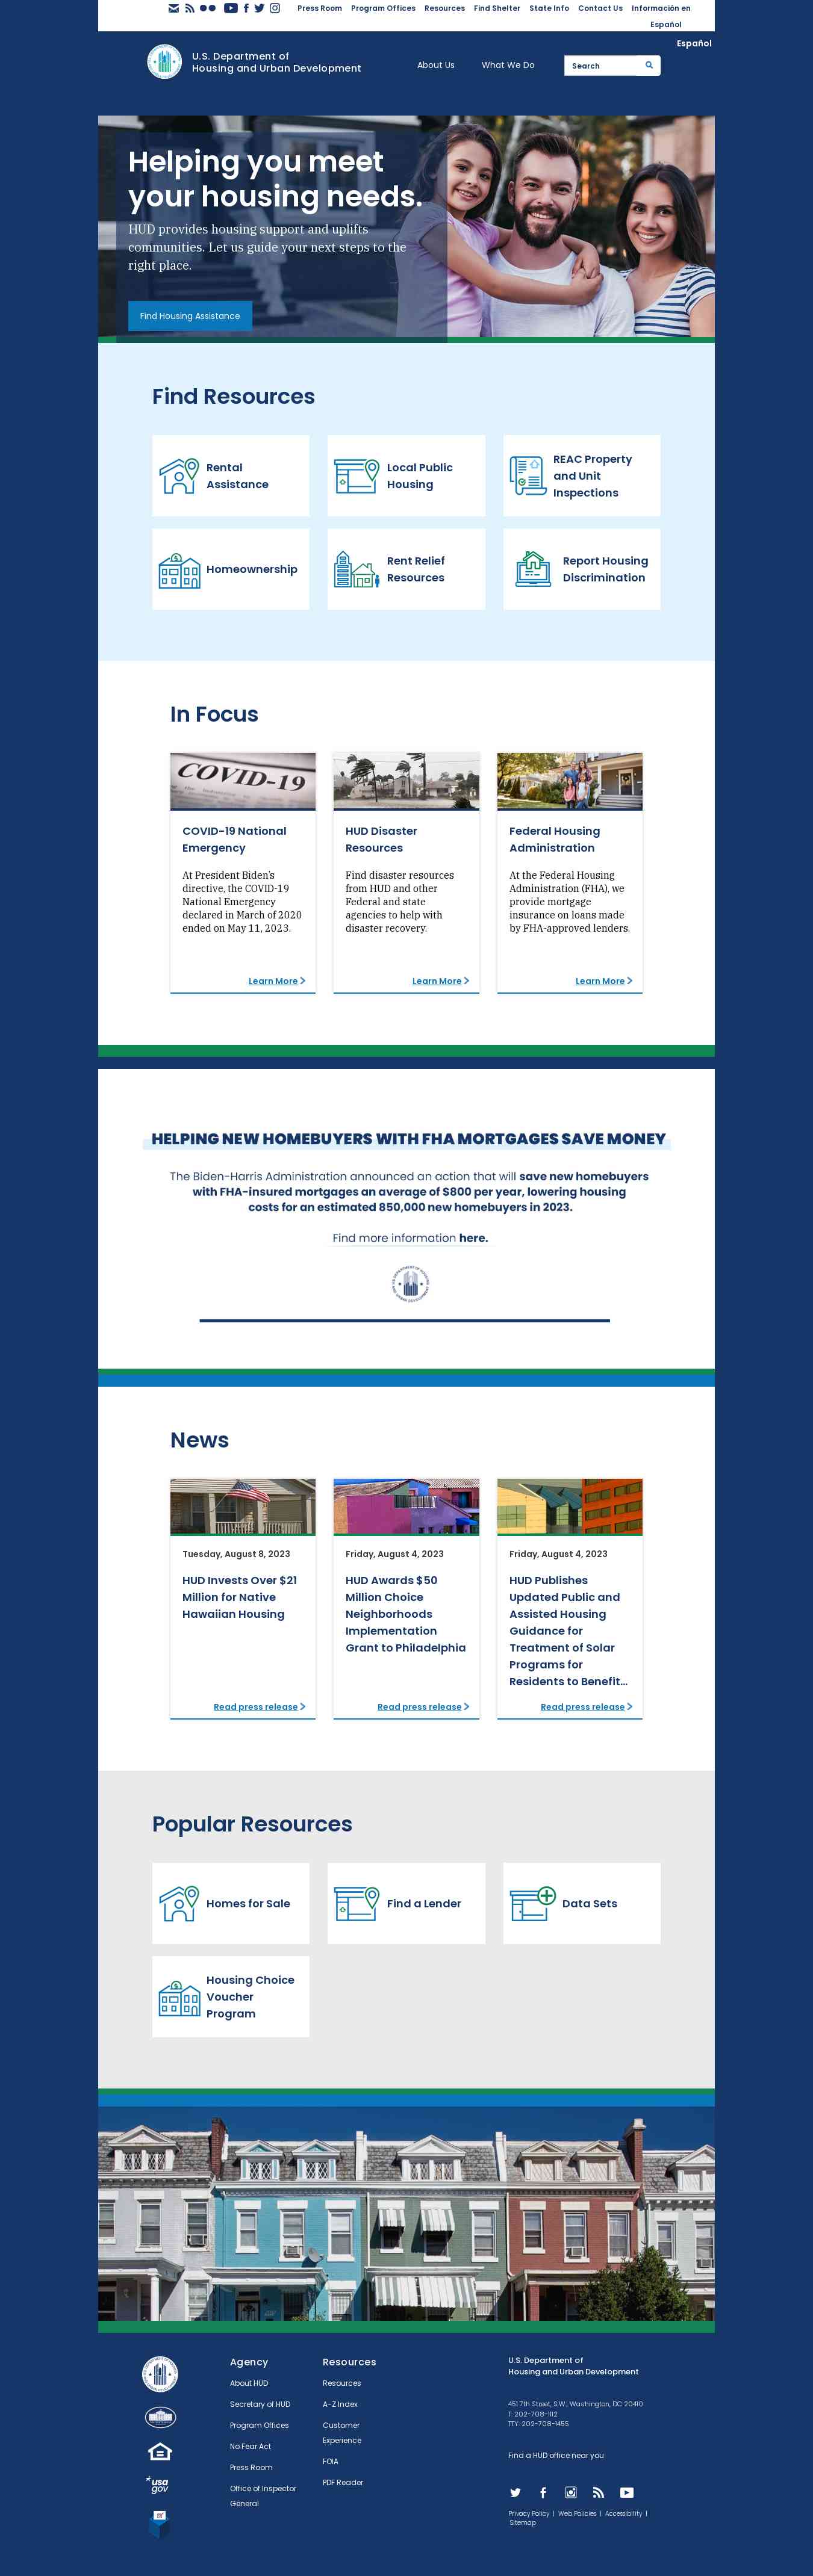 Press Room Program Offices Resources Find Shelter State Info Contact Us Información en
Español
Español
U.S. Department of
Housing and Urban Development
About Us What We Do Search
Helping you meet
your housing needs.
HUD provides housing support and uplifts
communities. Let us guide your next steps to the
right place.
Find Housing Assistance
Find Resources
Rental
Assistance
Local Public
Housing
REAC Property
and Unit
Inspections
Homeownership
Rent Relief
Resources
Report Housing
Discrimination
In Focus
COVID-19
COVID-19 National
Emergency
At President Biden's
directive, the COVID-19
National Emergency
declared in March of 2020
ended on May 11, 2023.
Learn More
HUD Disaster
Resources
Find disaster resources
from HUD and other
Federal and state
agencies to help with
disaster recovery.
Learn More
Federal Housing
Administration
At the Federal Housing
Administration (FHA), we
provide mortgage
insurance on loans made
by FHA-approved lenders.
Learn More
HELPING NEW HOMEBUYERS WITH FHA MORTGAGES SAVE MONEY
The Biden-Harris Administration announced an action that will save new homebuyers
with FHA-insured mortgages an average of $800 per year, lowering housing
costs for an estimated 850,000 new homebuyers in 2023.
Find more information here.
News
Tuesday, August 8, 2023
HUD Invests Over $21
Million for Native
Hawaiian Housing
Read press release
Friday, August 4, 2023
HUD Awards $50
Million Choice
Neighborhoods
Implementation
Grant to Philadelphia
Read press release
Friday, August 4, 2023
HUD Publishes
Updated Public and
Assisted Housing
Guidance for
Treatment of Solar
Programs for
Residents to Benefit...
Read press release
Popular Resources
Homes for Sale
Find a Lender
Data Sets
Housing Choice
Voucher
Program
usa
gov
Agency
About HUD
Secretary of HUD
Program Offices
No Fear Act
Press Room
Office of Inspector
General
Resources
Resources
A-Z Index
Customer
Experience
FOIA
PDF Reader
U.S. Department of
Housing and Urban Development
451 7th Street, S.W., Washington, DC 20410
T: 202-708-1112
TTY: 202-708-1455
Find a HUD office near you
Privacy Policy | Web Policies | Accessibility |
Sitemap